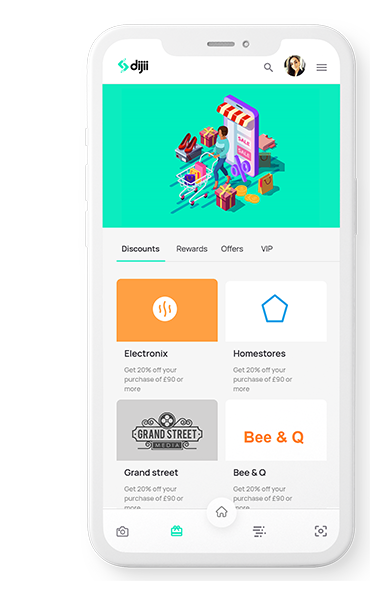 dijii
SALE
SALE
Discounts Rewards Offers VIP
Electronix
Get 20% off your
purchase of £90 or
more
Homestores
Get 20% off your
purchase of £90 or
more
GRAND STREET
MEDIA
Grand street
Get 20% off your
purchase of £90 or
more
Bee & Q
Bee & Q
Get 20% off your
purchase of £90 or
more